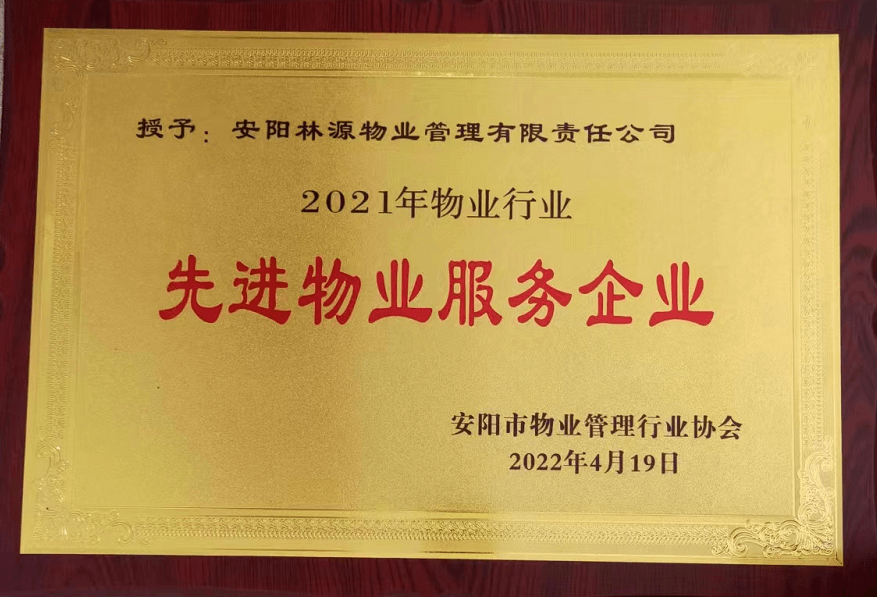 授予：安阳林源物业管理有限责任公司
2021年物业行业
先进物业服务企业
安阳市物业管理行业协会
2022年4月19日